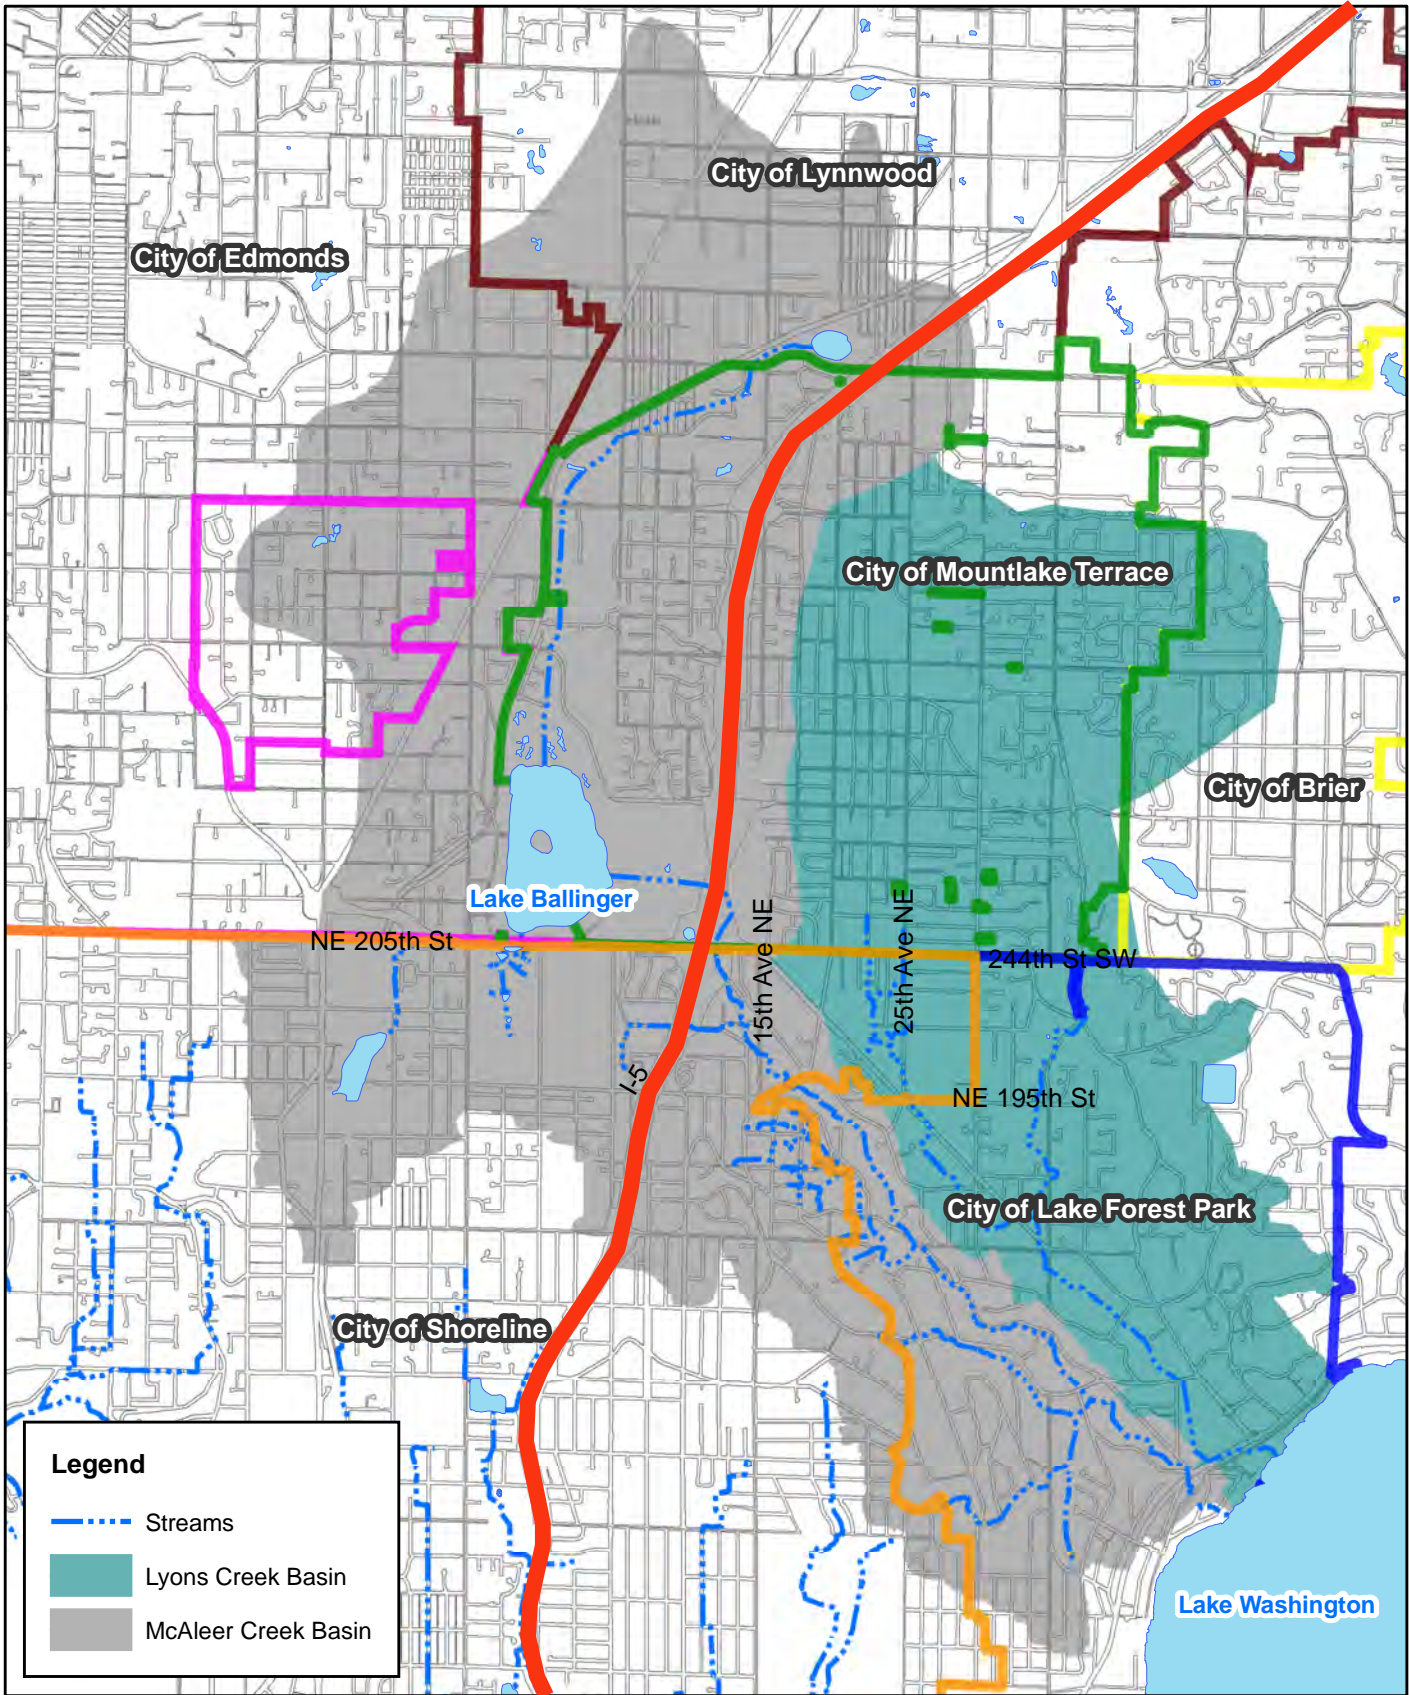 City of Lynnwood
City of Edmonds
City of Mountlake Terrace
City of Brier
Lake Ballinger
NE 205th St
15th Ave NE
25th Ave NE
244th St SW
I-5
NE 195th St
City of Lake Forest Park
City of Shoreline
Legend
Streams
Lyons Creek Basin
McAleer Creek Basin
Lake Washington